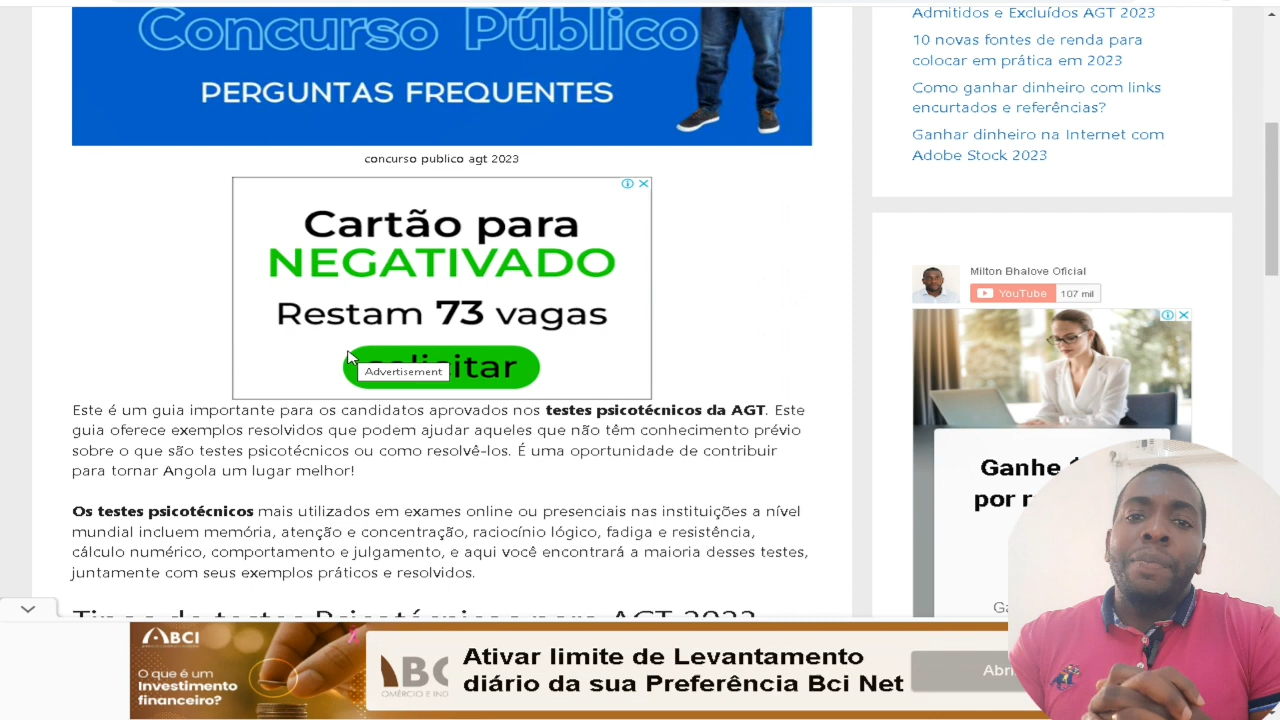 Concurso Público
PERGUNTAS FREQUENTES
concurso publico agt 2023
Cartão para
NEGATIVADO
Restam 73 vagas
solicitar
Advertisement
Este é um guia importante para os candidatos aprovados nos testes psicotécnicos da AGT. Este
guia oferece exemplos resolvidos que podem ajudar aqueles que não têm conhecimento prévio
sobre o que são testes psicotécnicos ou como resolvê-los. É uma oportunidade de contribuir
para tornar Angola um lugar melhor!
Os testes psicotécnicos mais utilizados em exames online ou presenciais nas instituições a nível
mundial incluem memória, atenção e concentração, raciocínio lógico, fadiga e resistência,
cálculo numérico, comportamento e julgamento, e aqui você encontrará a maioria desses testes,
juntamente com seus exemplos práticos e resolvidos.
Tipos de testes Psicotécnicos para AGT 2023
Admitidos e Excluídos AGT 2023
10 novas fontes de renda para
colocar em prática em 2023
Como ganhar dinheiro com links
encurtados e referências?
Ganhar dinheiro na Internet com
Adobe Stock 2023
Milton Bhalove Oficial
YouTube 107 mil
Ganhe
por
BCI
O que é um
Investimento
financeiro?
Ativar limite de Levantamento
diário da sua Preferência Bci Net